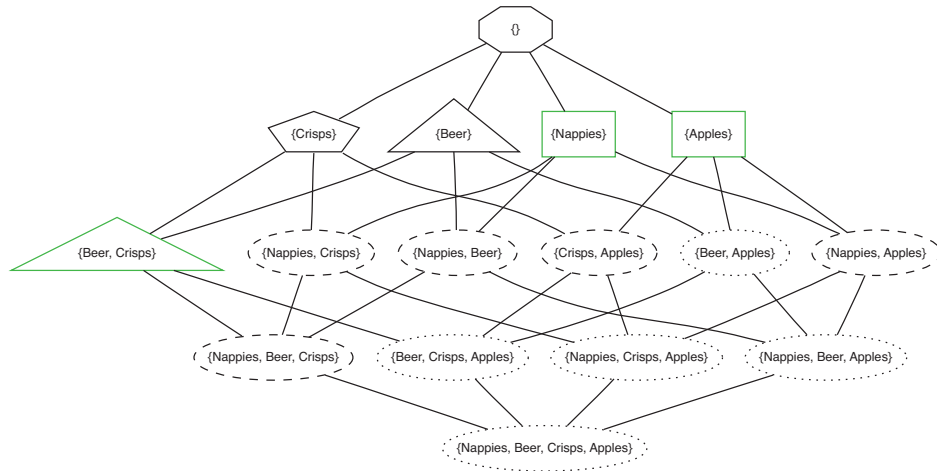 {}
{Crisps}
{Beer}
{Nappies}
{Apples}
{Beer, Crisps}
{Nappies, Crisps}
{Nappies, Beer}
{Crisps, Apples}
{Beer, Apples}
{Nappies, Apples}
{Nappies, Beer, Crisps}
{Beer, Crisps, Apples}
{Nappies, Crisps, Apples}
{Nappies, Beer, Apples}
{Nappies, Beer, Crisps, Apples}